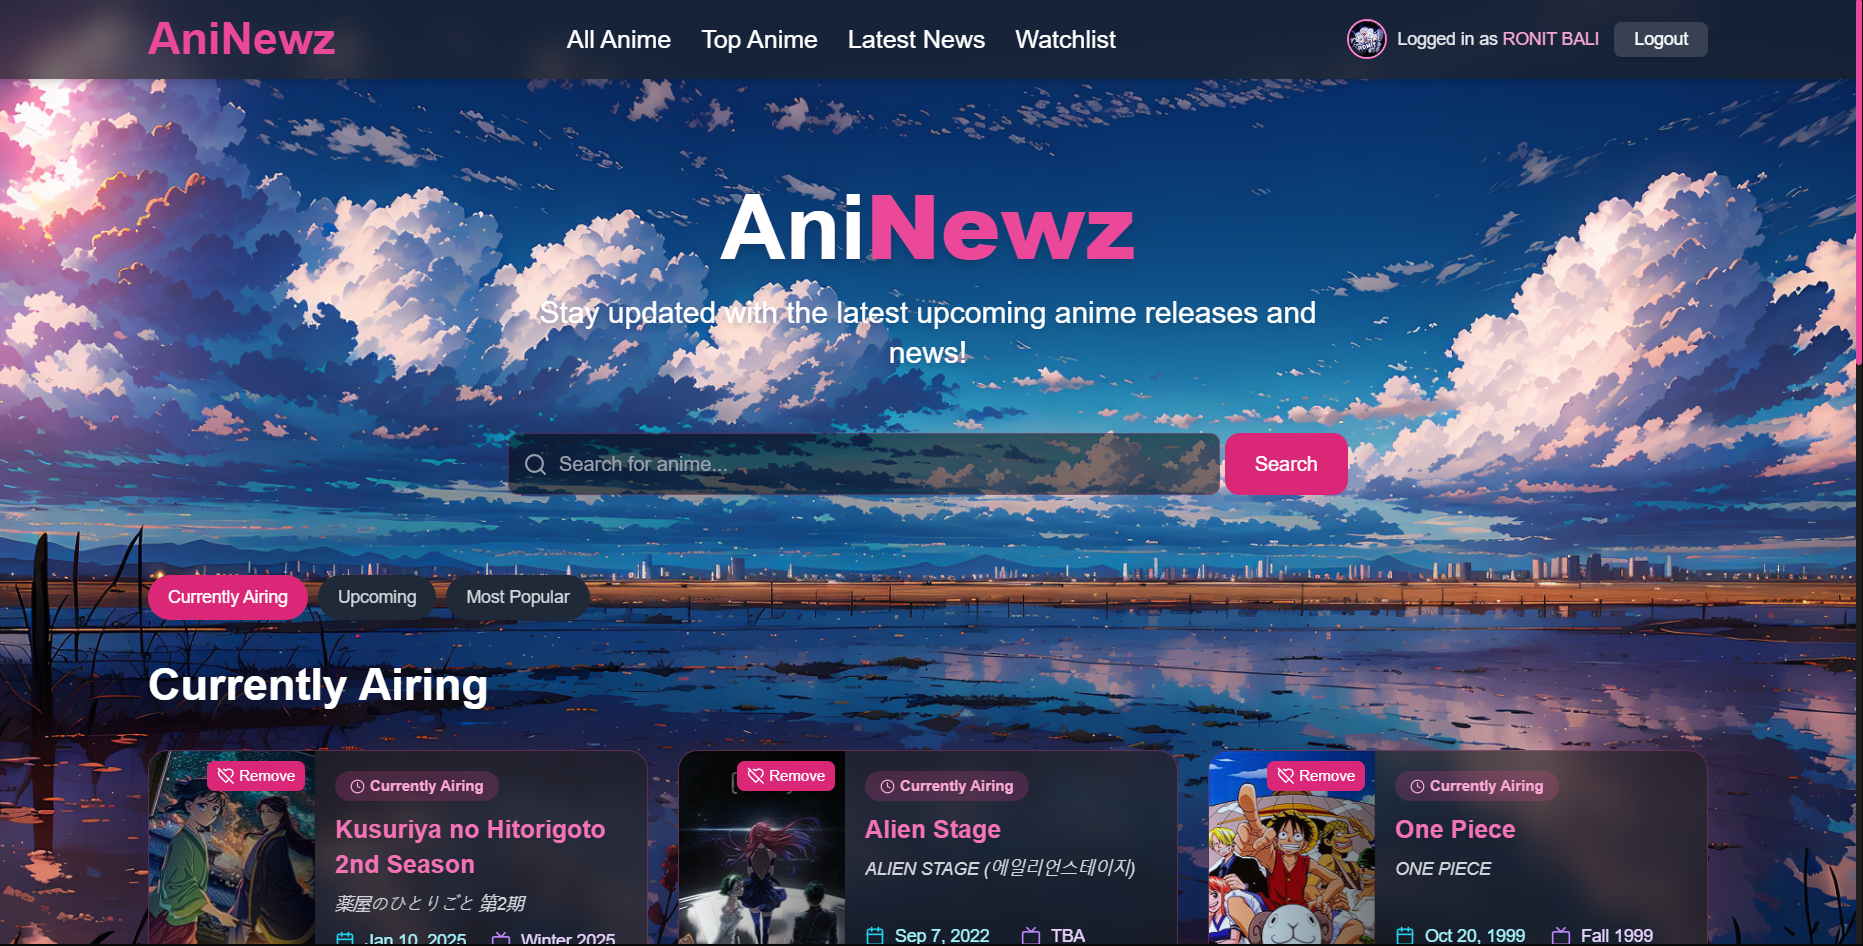 AniNewz
All Anime Top Anime Latest News Watchlist
Logged in as RONIT BALI
Logout
AniNewz
Stay updated with the latest upcoming anime releases and
news!
Search for anime...
Search
Currently Airing
Upcoming
Most Popular
Currently Airing
Remove
Currently Airing
Kusuriya no Hitorigoto
2nd Season
薬屋のひとりごと 第2期
Jan 10, 2025
Winter 2025
Remove
Currently Airing
Alien Stage
ALIEN STAGE (에일리언스테이지)
Sep 7, 2022
TBA
Remove
Currently Airing
One Piece
ONE PIECE
Oct 20, 1999
Fall 1999